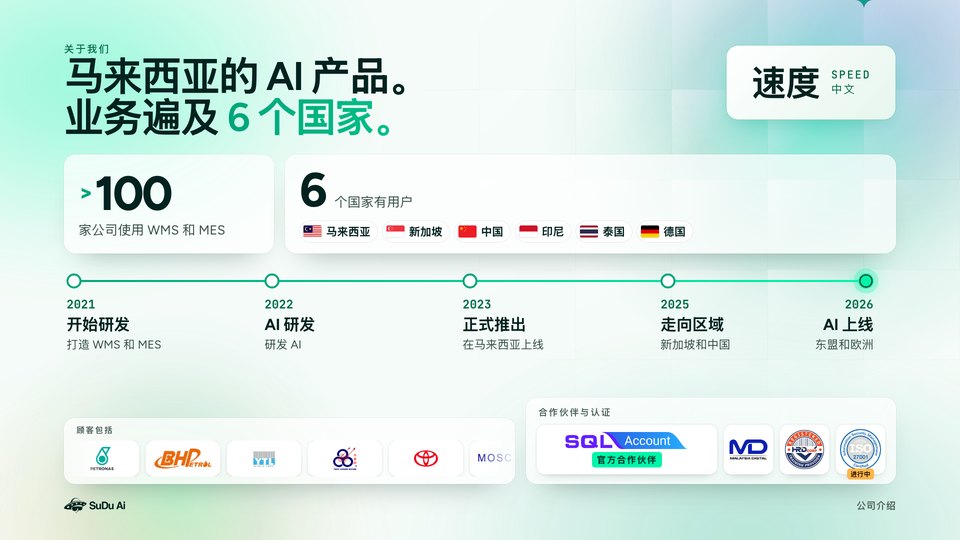 关于我们
马来西亚的 AI 产品。
业务遍及 6 个国家。
速度 SPEED
中文
>100
家公司使用 WMS 和 MES
6 个国家有用户
马来西亚 新加坡 中国 印尼 泰国 德国
2021 2022 2023 2025 2026
开始研发 AI 研发 正式推出 走向区域 AI 上线
打造 WMS 和 MES 研发 AI 在马来西亚上线 新加坡和中国 东盟和欧洲
顾客包括
PETRONAS BHPETROL MOSC
合作伙伴与认证
SQL Account
官方合作伙伴
MD
MALAYSIA DIGITAL
HRD
ISO
27001
进行中
SuDu Ai
公司介绍